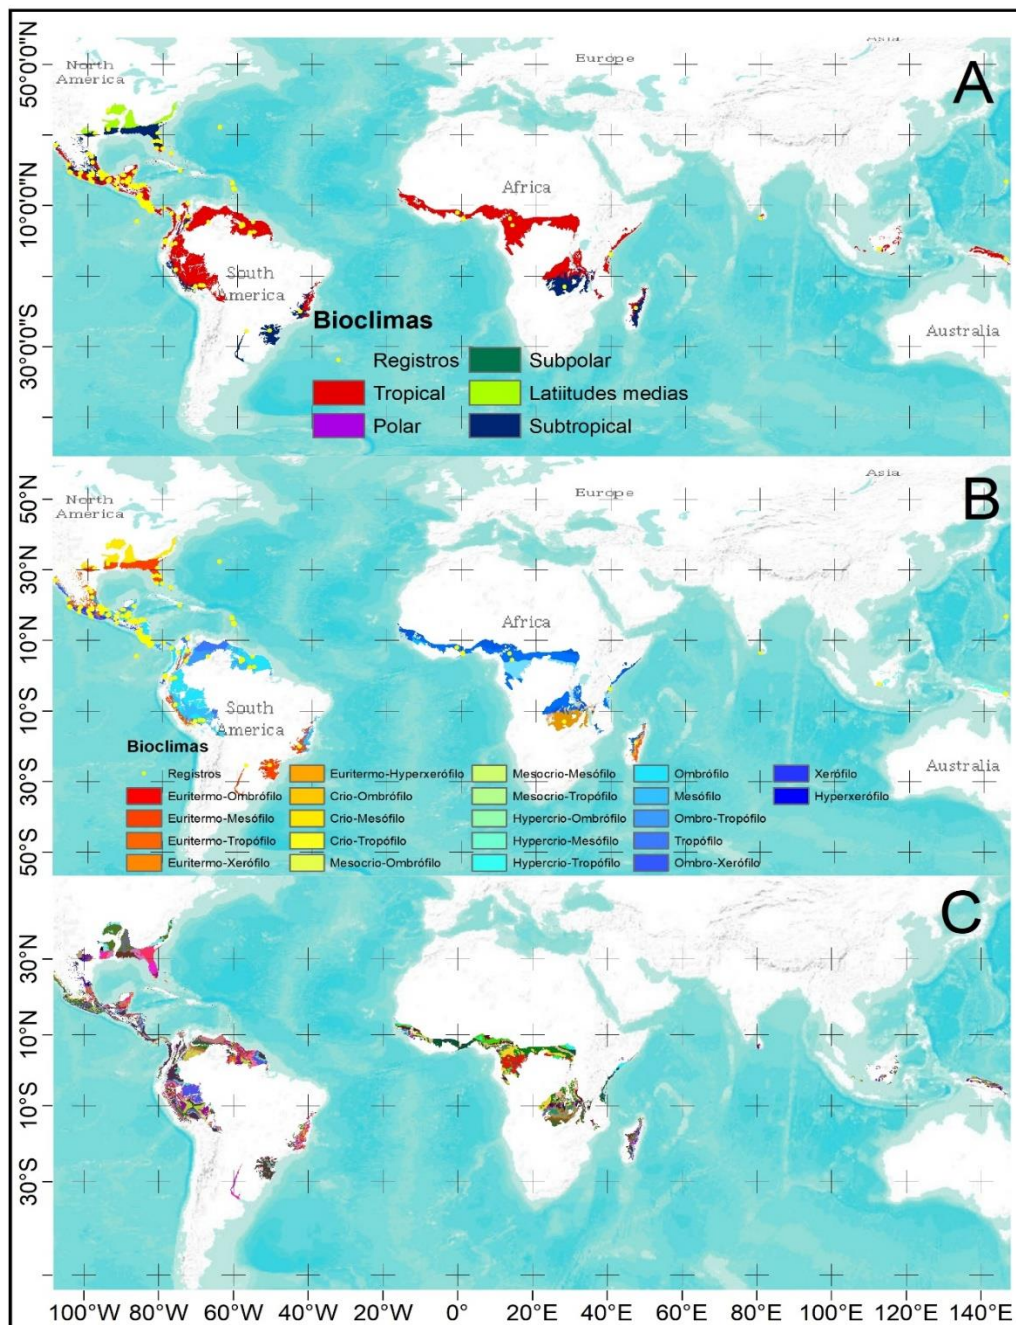 A
North
America
Europe
Asia
Africa
South
America
Australia
50°0'0"N
10°0'0"N
30°0'0"S
Bioclimas
Registros
Tropical
Polar
Subpolar
Latiitudes medias
Subtropical
B
North
America
Europe
Asia
Africa
South
America
Australia
50°N
30°N
10°N
10°S
30°S
50°S
Bioclimas
Registros
Euritermo-Ombrófilo
Euritermo-Mesófilo
Euritermo-Tropófilo
Euritermo-Xerófilo
Euritermo-Hyperxerófilo
Crio-Ombrófilo
Crio-Mesófilo
Crio-Tropófilo
Mesocrio-Ombrófilo
Mesocrio-Mesófilo
Mesocrio-Tropófilo
Hypercrio-Ombrófilo
Hypercrio-Mesófilo
Hypercrio-Tropófilo
Ombrófilo
Mesófilo
Ombro-Tropófilo
Tropófilo
Ombro-Xerófilo
Xerófilo
Hyperxerófilo
C
30°N
10°N
10°S
30°S
100°W 80°W 60°W 40°W 20°W 0° 20°E 40°E 60°E 80°E 100°E 120°E 140°E